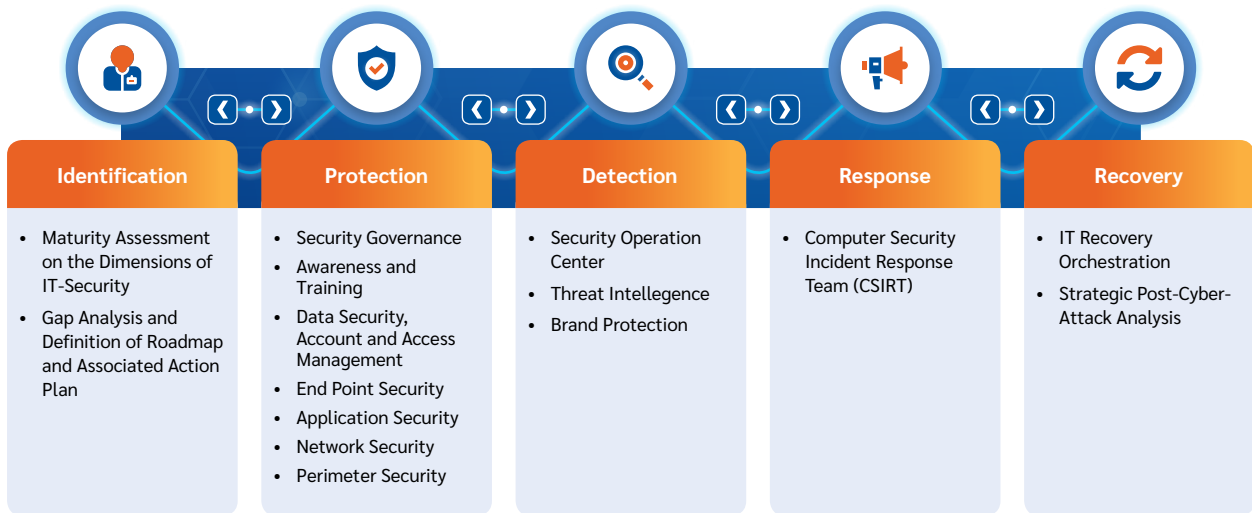 Identification
• Maturity Assessment
on the Dimensions of
IT-Security
• Gap Analysis and
Definition of Roadmap
and Associated Action
Plan
Protection
• Security Governance
• Awareness and
Training
• Data Security,
Account and Access
Management
• End Point Security
• Application Security
• Network Security
• Perimeter Security
Detection
• Security Operation
Center
• Threat Intellegence
• Brand Protection
Response
• Computer Security
Incident Response
Team (CSIRT)
Recovery
• IT Recovery
Orchestration
• Strategic Post-Cyber-
Attack Analysis